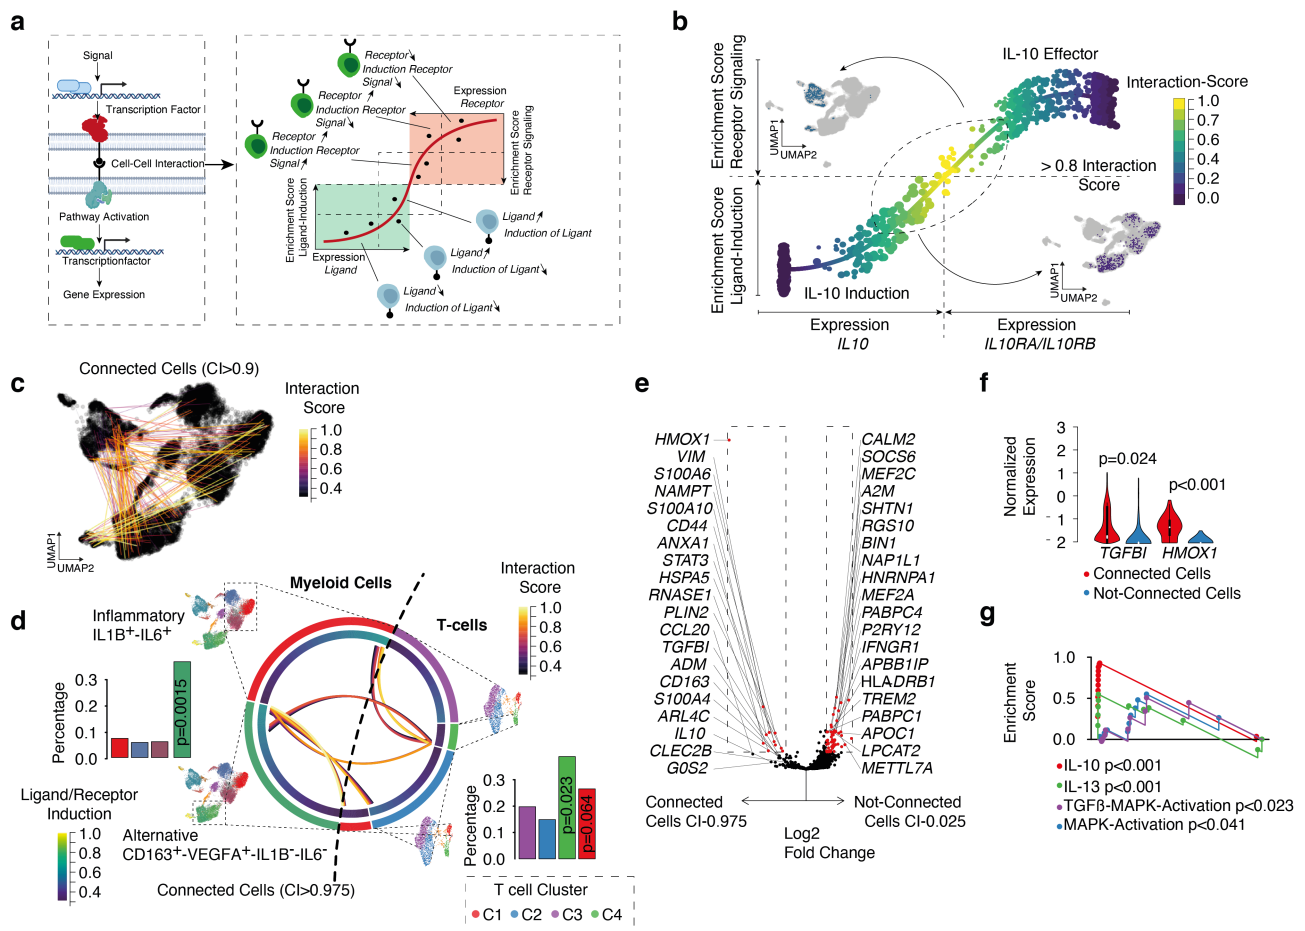 a
Signal
Transcription Factor
Cell-Cell Interaction
Pathway Activation
Transcriptionfactor
Gene Expression
Receptor
Induction Receptor
Signal
Receptor
Induction Receptor
Signal
Receptor
Induction Receptor
Signal
Expression
Receptor
Enrichment Score
Receptor Signaling
Enrichment Score
Ligand-Induction
Expression
Ligand
Ligand
Induction of Ligant
Ligand
Induction of Ligant
Ligand
Induction of Ligant
b
Enrichment Score
Receptor Signaling
Enrichment Score
Ligand-Induction
UMAP1
UMAP2
IL-10 Effector
Interaction-Score
1.0
0.7
0.6
0.4
0.2
0.0
> 0.8 Interaction
Score
UMAP1
UMAP2
IL-10 Induction
Expression
IL10
Expression
IL10RA/IL10RB
c
Connected Cells (CI>0.9)
Interaction
Score
1.0
0.8
0.6
0.4
UMAP1
UMAP2
d
Myeloid Cells
T-cells
Inflammatory
IL1B+-IL6+
Percentage
0.3
0.2
0.1
0.0
p=0.0015
Interaction
Score
1.0
0.8
0.6
0.4
Ligand/Receptor
Induction
1.0
0.8
0.6
0.4
Alternative
CD163+-VEGFA+-IL1B--IL6-
Connected Cells (CI>0.975)
Percentage
0.3
0.2
0.1
0.0
p=0.023
p=0.064
T cell Cluster
C1 C2 C3 C4
e
HMOX1
VIM
S100A6
NAMPT
S100A10
CD44
ANXA1
STAT3
HSPA5
RNASE1
PLIN2
CCL20
TGFBI
ADM
CD163
S100A4
ARL4C
IL10
CLEC2B
G0S2
CALM2
SOCS6
MEF2C
A2M
SHTN1
RGS10
BIN1
NAP1L1
HNRNPA1
MEF2A
PABPC4
P2RY12
IFNGR1
APBB1IP
HLA-DRB1
TREM2
PABPC1
APOC1
LPCAT2
METTL7A
Connected
Cells CI-0.975
Not-Connected
Cells CI-0.025
Log2
Fold Change
f
Normalized
Expression
3
2
1
0
1
2
p=0.024
p<0.001
TGFBI
HMOX1
Connected Cells
Not-Connected Cells
g
Enrichment
Score
1.0
0.5
0.0
IL-10 p<0.001
IL-13 p<0.001
TGFß-MAPK-Activation p<0.023
MAPK-Activation p<0.041